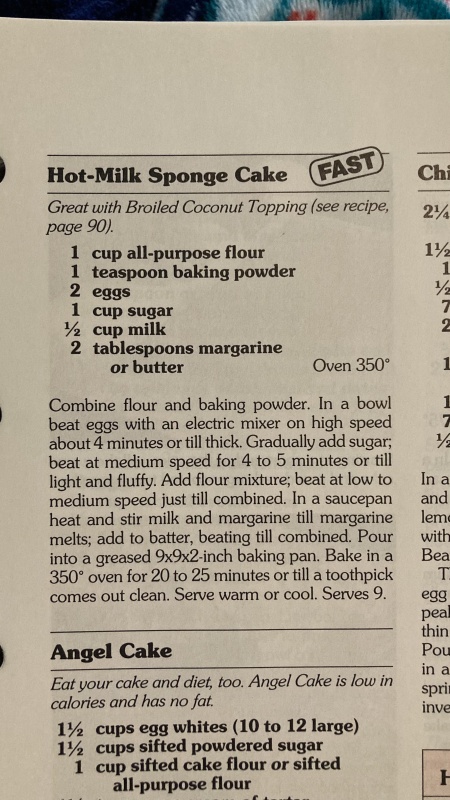 Hot-Milk Sponge Cake FAST
Great with Broiled Coconut Topping (see recipe,
page 90).
1 cup all-purpose flour
1 teaspoon baking powder
2 eggs
1 cup sugar
½ cup milk
2 tablespoons margarine
or butter Oven 350°
Combine flour and baking powder. In a bowl
beat eggs with an electric mixer on high speed
about 4 minutes or till thick. Gradually add sugar;
beat at medium speed for 4 to 5 minutes or till
light and fluffy. Add flour mixture; beat at low to
medium speed just till combined. In a saucepan
heat and stir milk and margarine till margarine
melts; add to batter, beating till combined. Pour
into a greased 9x9x2-inch baking pan. Bake in a
350° oven for 20 to 25 minutes or till a toothpick
comes out clean. Serve warm or cool. Serves 9.
Angel Cake
Eat your cake and diet, too. Angel Cake is low in
calories and has no fat.
1½ cups egg whites (10 to 12 large)
1½ cups sifted powdered sugar
1 cup sifted cake flour or sifted
all-purpose flour
Chi
2¼
1½
1
½
7
2
1
1
7
½
In a
and
lemo
with
Bea
T
egg
peal
thin
Pou
in a
spri
inve
H